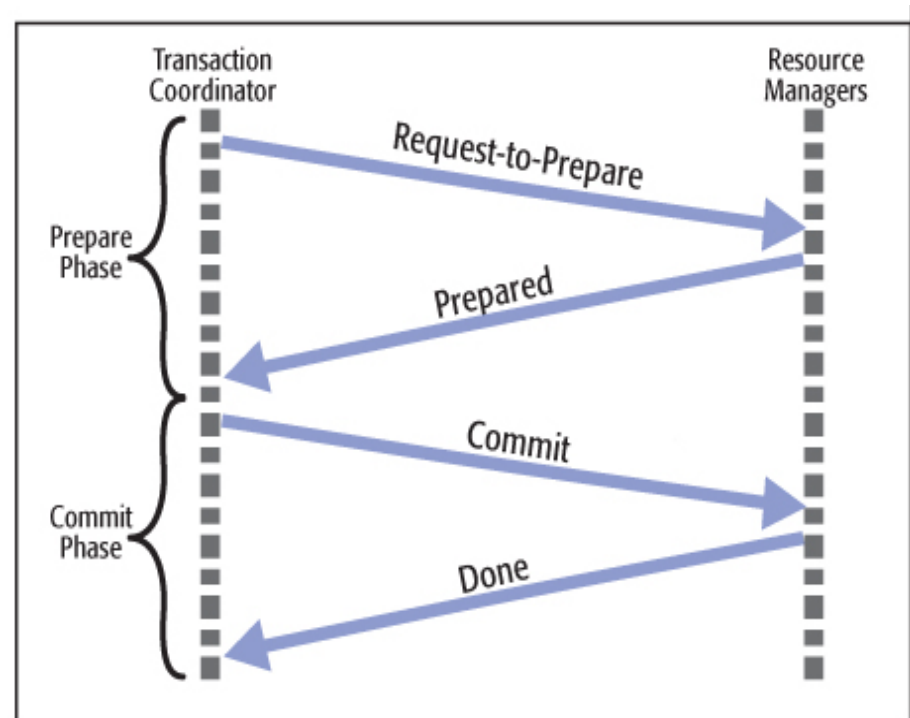 Transaction
Coordinator
Resource
Managers
Request-to-Prepare
Prepare
Phase
Prepared
Commit
Commit
Phase
Done